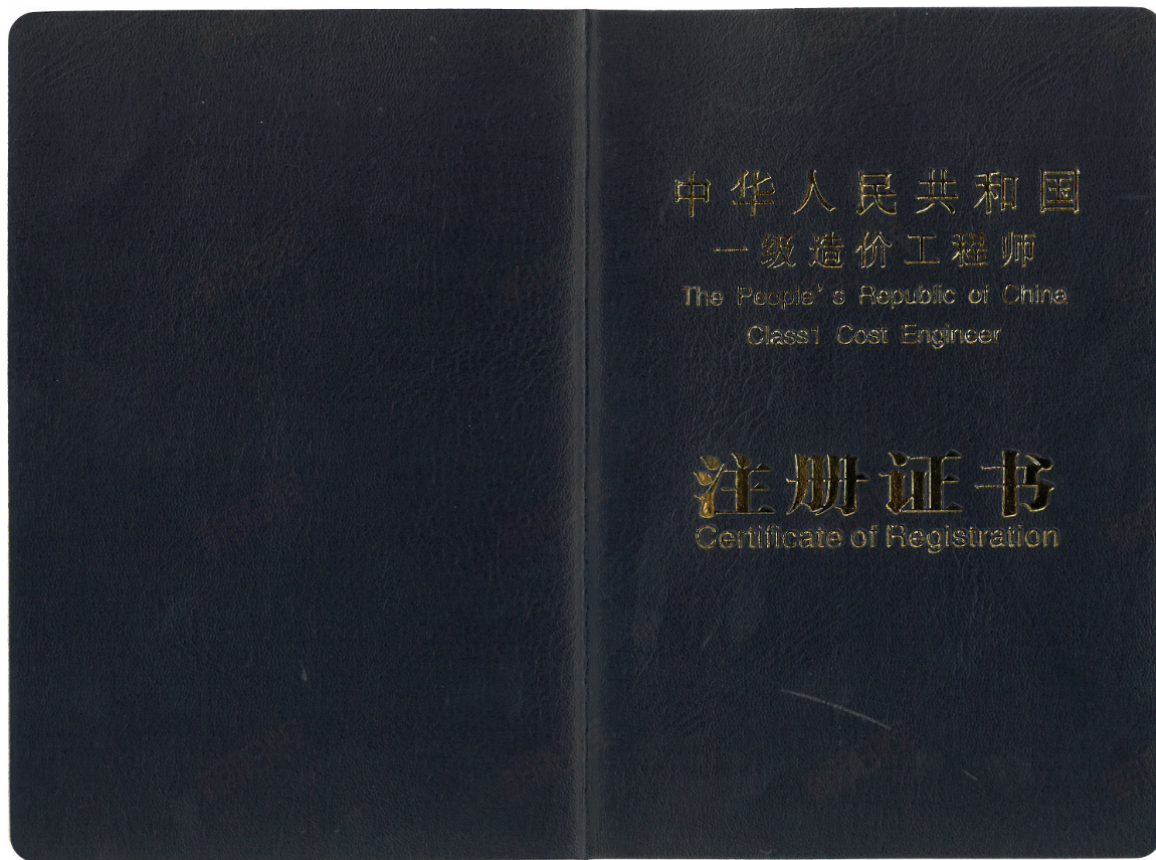 中华人民共和国
一级造价工程师
The People's Republic of China
Class1 Cost Engineer
注册证书
Certificate of Registration